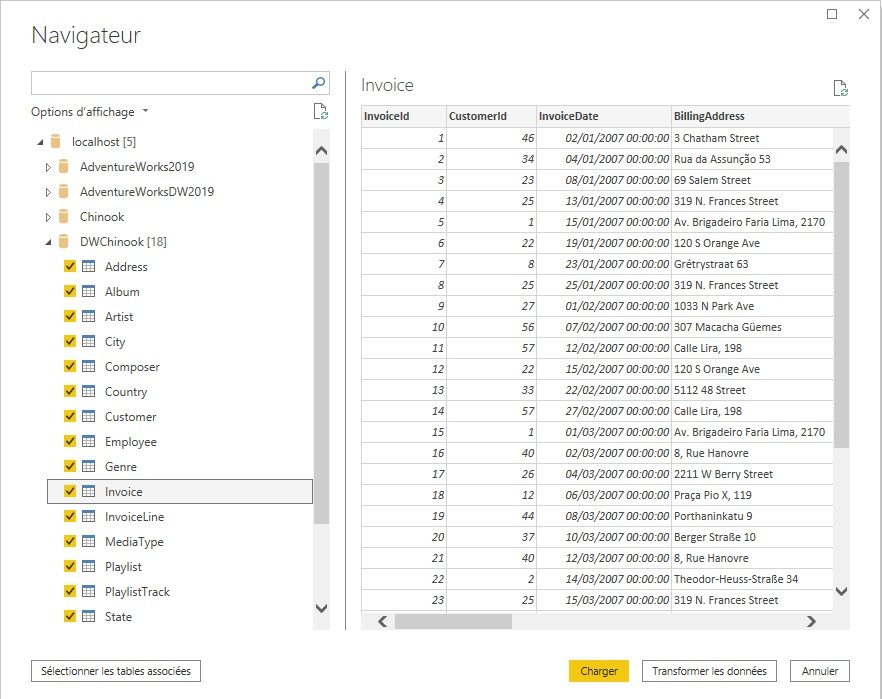 Navigateur
Options d'affichage
localhost [5]
AdventureWorks2019
AdventureWorksDW2019
Chinook
DWChinook [18]
Address
Album
Artist
City
Composer
Country
Customer
Employee
Genre
Invoice
InvoiceLine
MediaType
Playlist
PlaylistTrack
State
Invoice
InvoiceId CustomerId InvoiceDate BillingAddress
1 46 02/01/2007 00:00:00 3 Chatham Street
2 34 04/01/2007 00:00:00 Rua da Assunção 53
3 23 08/01/2007 00:00:00 69 Salem Street
4 25 13/01/2007 00:00:00 319 N. Frances Street
5 1 15/01/2007 00:00:00 Av. Brigadeiro Faria Lima, 2170
6 22 19/01/2007 00:00:00 120 S Orange Ave
7 8 23/01/2007 00:00:00 Grétrystraat 63
8 25 25/01/2007 00:00:00 319 N. Frances Street
9 27 01/02/2007 00:00:00 1033 N Park Ave
10 56 07/02/2007 00:00:00 307 Macacha Güemes
11 57 12/02/2007 00:00:00 Calle Lira, 198
12 22 15/02/2007 00:00:00 120 S Orange Ave
13 33 22/02/2007 00:00:00 5112 48 Street
14 57 27/02/2007 00:00:00 Calle Lira, 198
15 1 01/03/2007 00:00:00 Av. Brigadeiro Faria Lima, 2170
16 40 02/03/2007 00:00:00 8, Rue Hanovre
17 26 04/03/2007 00:00:00 2211 W Berry Street
18 12 06/03/2007 00:00:00 Praça Pio X, 119
19 44 08/03/2007 00:00:00 Porthaninkatu 9
20 37 10/03/2007 00:00:00 Berger Straße 10
21 40 12/03/2007 00:00:00 8, Rue Hanovre
22 2 14/03/2007 00:00:00 Theodor-Heuss-Straße 34
23 25 15/03/2007 00:00:00 319 N. Frances Street
Sélectionner les tables associées
Charger
Transformer les données
Annuler